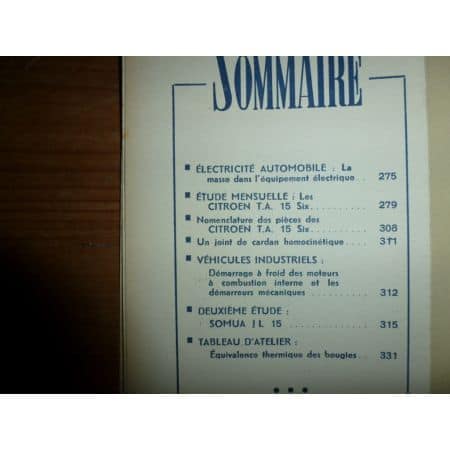 SOMMAIRE
■ ÉLECTRICITÉ AUTOMOBILE : La
masse dans l'équipement électrique.. 275
■ ÉTUDE MENSUELLE : Les
CITROEN T.A. 15 Six.......... 279
■ Nomenclature des pièces des
CITROEN T.A. 15 Six.......... 308
■ Un joint de cardan homocinétique.... 311
■ VÉHICULES INDUSTRIELS :
Démarrage à froid des moteurs
à combustion interne et les
démarreurs mécaniques .......... 312
■ DEUXIÈME ÉTUDE :
SOMUA J L 15 .............. 315
■ TABLEAU D'ATELIER :
Équivalence thermique des bougies.. 331